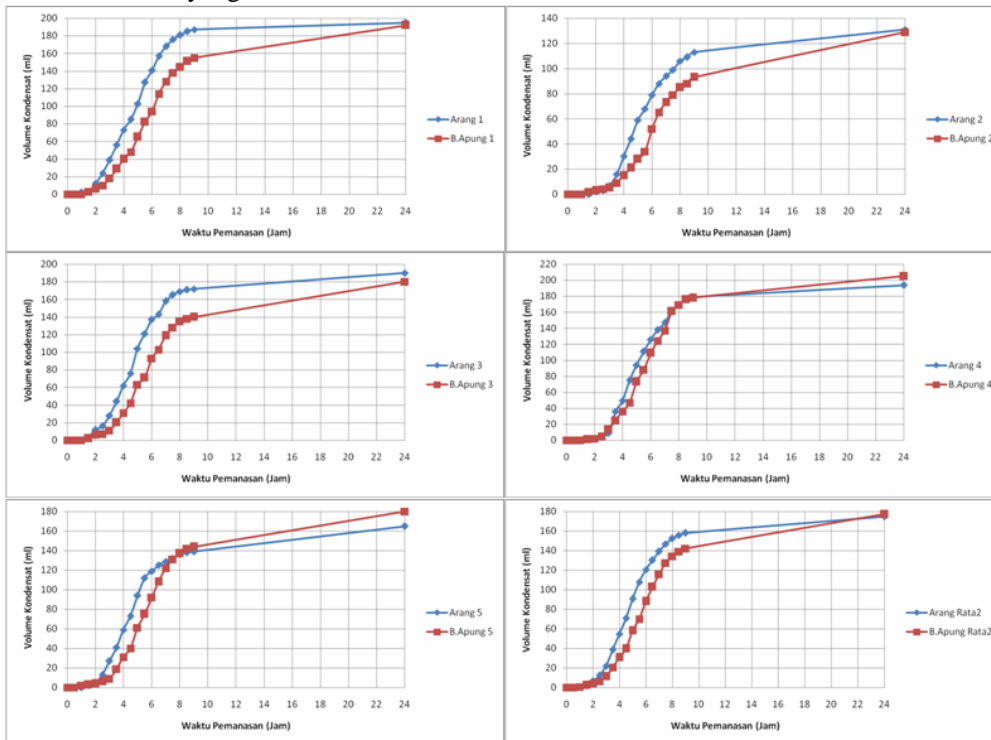 yang
200
180
160
140
120
100
80
60
40
20
0
Volume Kondensat (ml)
0 2 4 6 8 10 12 14 16 18 20 22 24
Waktu Pemanasan (Jam)
Arang 1
B.Apung 1
140
120
100
80
60
40
20
0
Volume Kondensat (ml)
0 2 4 6 8 10 12 14 16 18 20 22 24
Waktu Pemanasan (Jam)
Arang 2
B.Apung 2
200
180
160
140
120
100
80
60
40
20
0
Volume Kondensat (ml)
0 2 4 6 8 10 12 14 16 18 20 22 24
Waktu Pemanasan (Jam)
Arang 3
B.Apung 3
220
200
180
160
140
120
100
80
60
40
20
0
Volume Kondensat (ml)
0 2 4 6 8 10 12 14 16 18 20 22 24
Waktu Pemanasan (Jam)
Arang 4
B.Apung 4
180
160
140
120
100
80
60
40
20
0
Volume Kondensat (ml)
0 2 4 6 8 10 12 14 16 18 20 22 24
Waktu Pemanasan (Jam)
Arang 5
B.Apung 5
180
160
140
120
100
80
60
40
20
0
Volume Kondensat (ml)
0 2 4 6 8 10 12 14 16 18 20 22 24
Waktu Pemanasan (Jam)
Arang Rata2
B.Apung Rata2